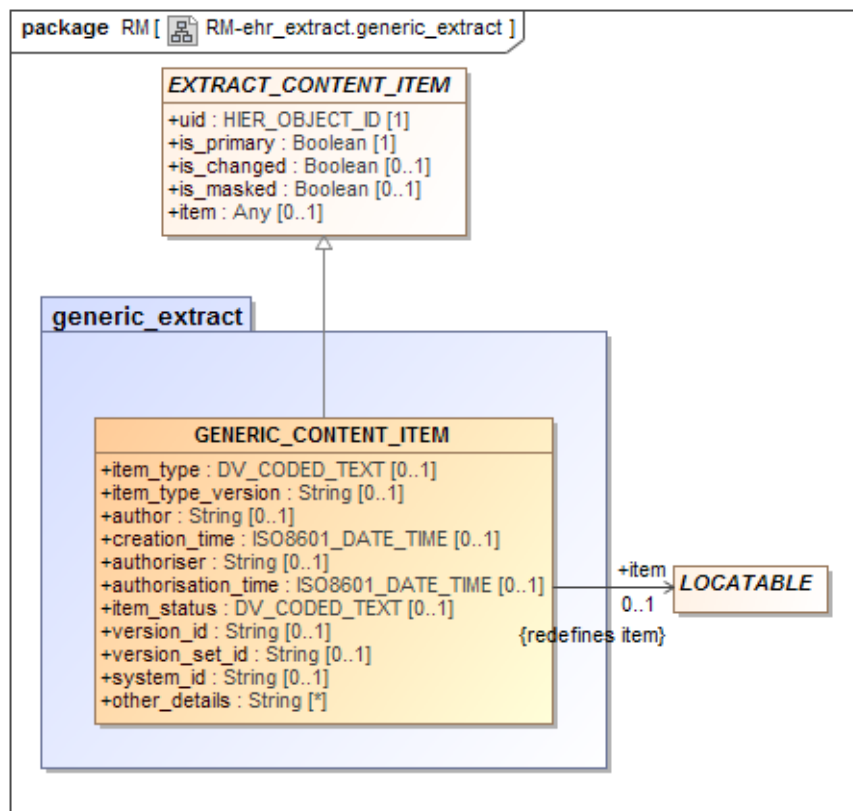 package RM [ RM-ehr_extract.generic_extract ]
EXTRACT_CONTENT_ITEM
+uid : HIER_OBJECT_ID [1]
+is_primary : Boolean [1]
+is_changed : Boolean [0..1]
+is_masked : Boolean [0..1]
+item : Any [0..1]
generic_extract
GENERIC_CONTENT_ITEM
+item_type : DV_CODED_TEXT [0..1]
+item_type_version : String [0..1]
+author : String [0..1]
+creation_time : ISO8601_DATE_TIME [0..1]
+authoriser : String [0..1]
+authorisation_time : ISO8601_DATE_TIME [0..1]
+item_status : DV_CODED_TEXT [0..1]
+version_id : String [0..1]
+version_set_id : String [0..1]
+system_id : String [0..1]
+other_details : String [*]
+item
0..1
{redefines item}
LOCATABLE